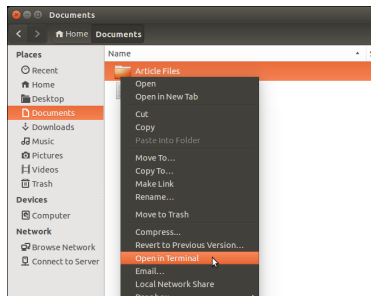 Documents
Home Documents
Places
Name
Recent
Article Files
Home
Open
Desktop
Open in New Tab
Documents
Cut
Downloads
Copy
Music
Paste Into Folder
Pictures
Move To...
Videos
Copy To...
Trash
Make Link
Rename...
Devices
Move to Trash
Computer
Network
Compress...
Browse Network
Revert to Previous Version...
Connect to Server
Open in Terminal
Email...
Local Network Share